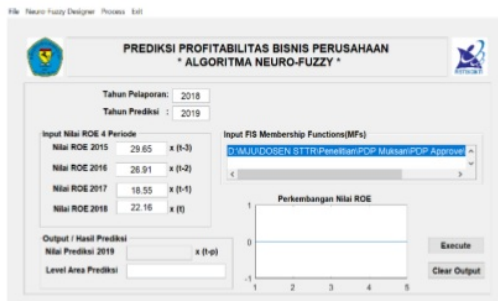 File Neuro-Fuzzy Designer Process Exit
PREDIKSI PROFITABILITAS BISNIS PERUSAHAAN
* ALGORITMA NEURO-FUZZY *
Tahun Pelaporan: 2018
Tahun Prediksi : 2019
Input Nilai ROE 4 Periode
Nilai ROE 2015 29.65 x (t-3)
Nilai ROE 2016 26.91 x (t-2)
Nilai ROE 2017 18.55 x (t-1)
Nilai ROE 2018 22.16 x (t)
Input FIS Membership Functions(MFs)
D:\MJU\DOSEN STTR\Penelitian\PDP Muksan\PDP Approvel
Perkembangan Nilai ROE
1
0
-1
1 2 3 4 5
Output / Hasil Prediksi
Nilai Prediksi 2019 x (t-p)
Level Area Prediksi
Execute
Clear Output